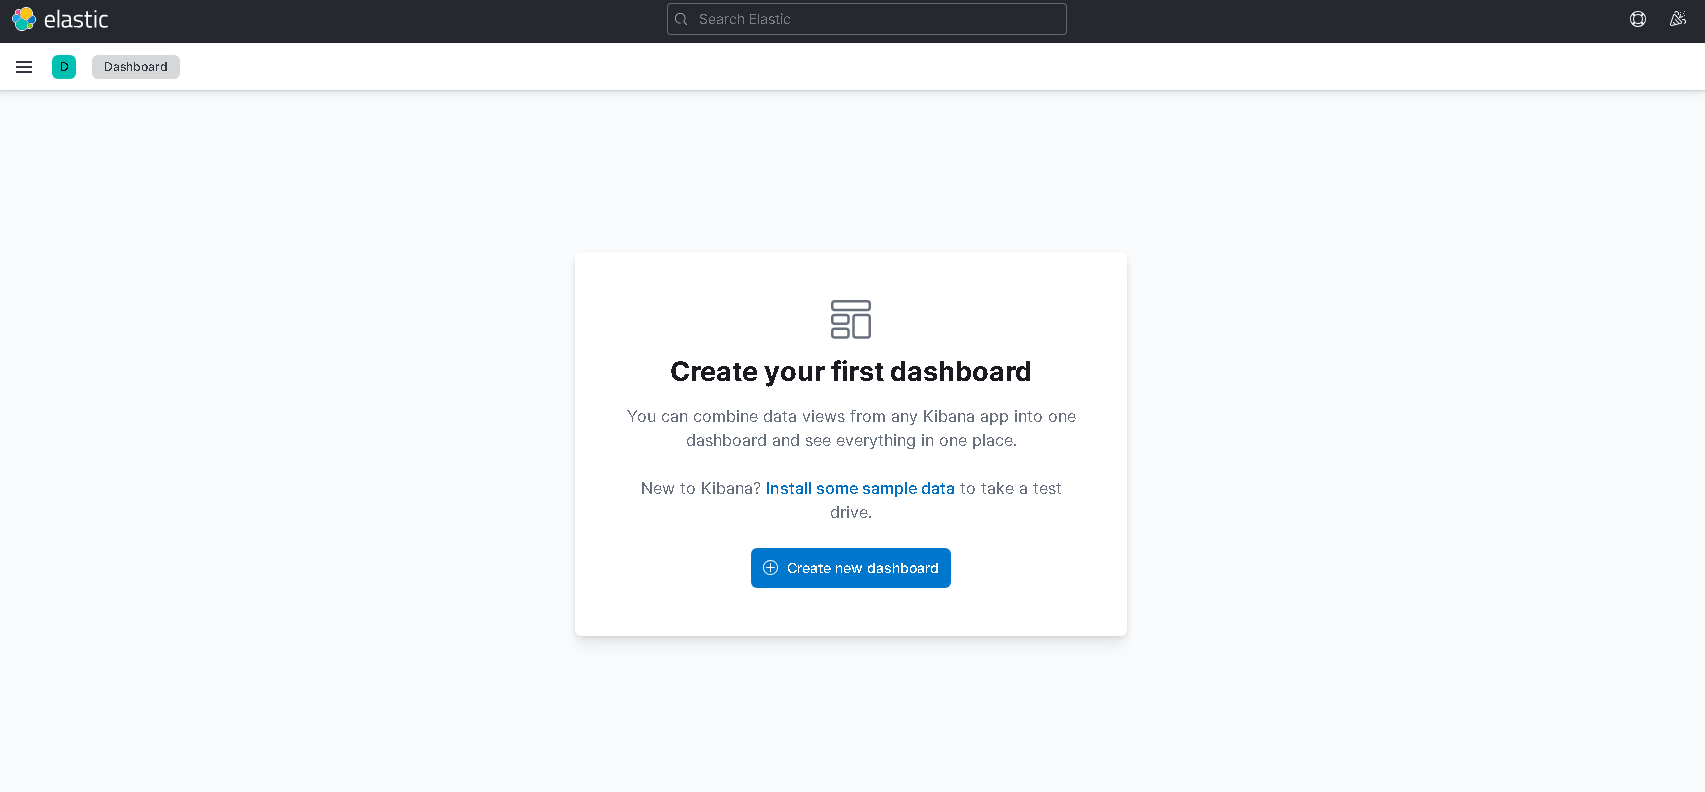 elastic
Search Elastic
D
Dashboard
Create your first dashboard
You can combine data views from any Kibana app into one
dashboard and see everything in one place.
New to Kibana? Install some sample data to take a test
drive.
Create new dashboard